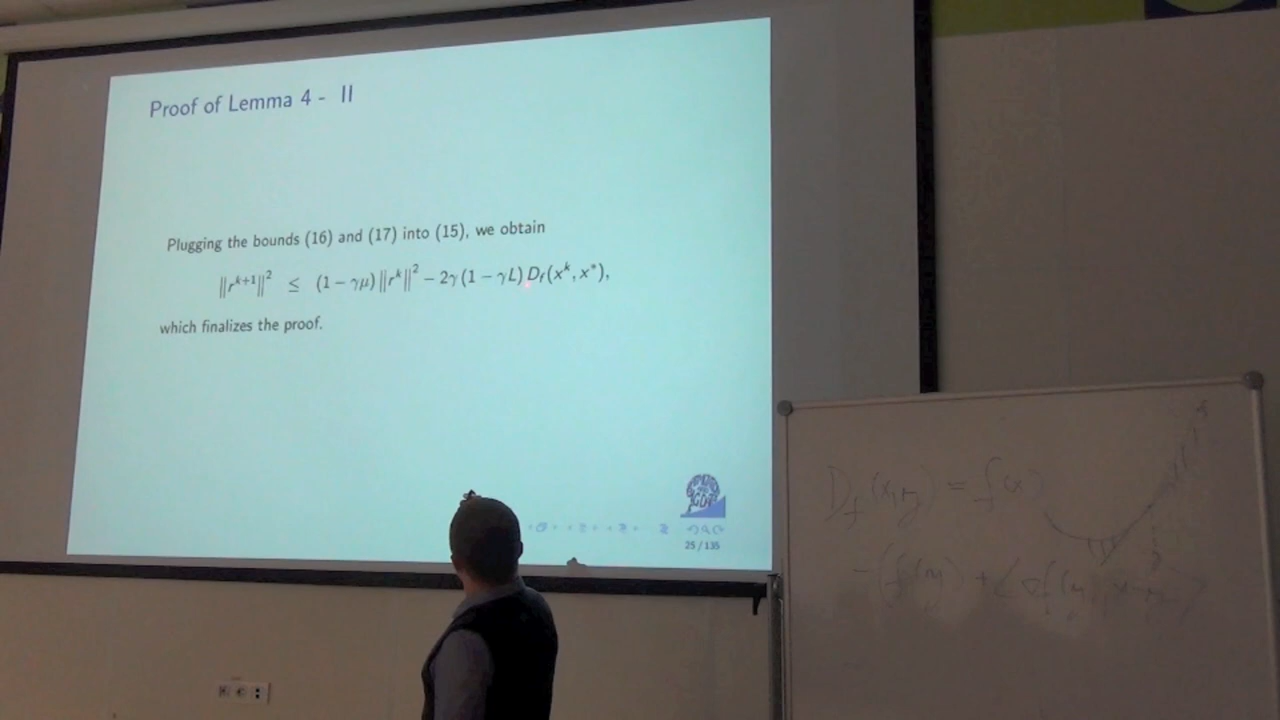 Proof of Lemma 4 - II
Plugging the bounds (16) and (17) into (15), we obtain
‖r^{k+1}‖² ≤ (1 − γμ)‖r^k‖² − 2γ(1 − γL) D_f(x^k, x^*),
which finalizes the proof.
25 / 135
D_f(x, y) = f(x)
− (f(y) + < ∇f(y), x − y